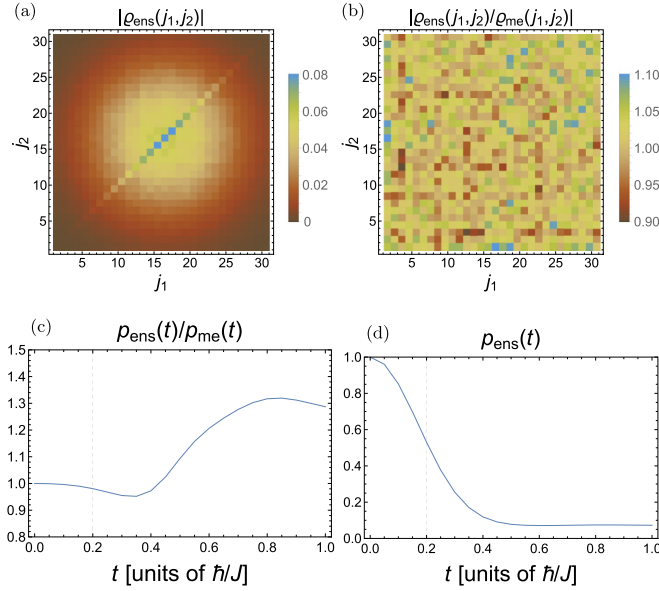 (a) |ϱens(j1,j2)|
30
25
20
15
10
5
j2
5 10 15 20 25 30
j1
0.08
0.06
0.04
0.02
0
(b) |ϱens(j1,j2)/ϱme(j1,j2)|
30
25
20
15
10
5
j2
5 10 15 20 25 30
j1
1.10
1.05
1.00
0.95
0.90
(c) pens(t)/pme(t)
1.5
1.4
1.3
1.2
1.1
1.0
0.9
0.8
0.0 0.2 0.4 0.6 0.8 1.0
t [units of ℏ/J]
(d) pens(t)
1.0
0.8
0.6
0.4
0.2
0.0
0.0 0.2 0.4 0.6 0.8 1.0
t [units of ℏ/J]